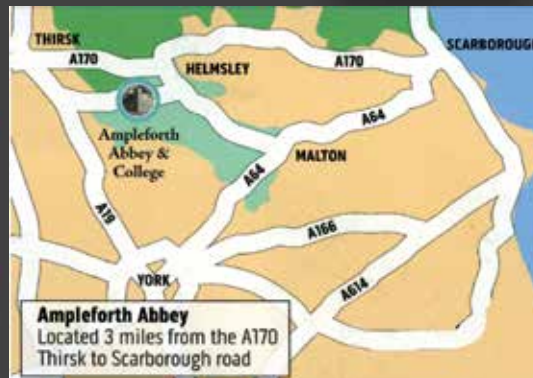 THIRSK
SCARBOROUGH
A170
HELMSLEY
A170
Ampleforth
Abbey &
College
A64
MALTON
A64
A19
A166
YORK
A614
Ampleforth Abbey
Located 3 miles from the A170
Thirsk to Scarborough road